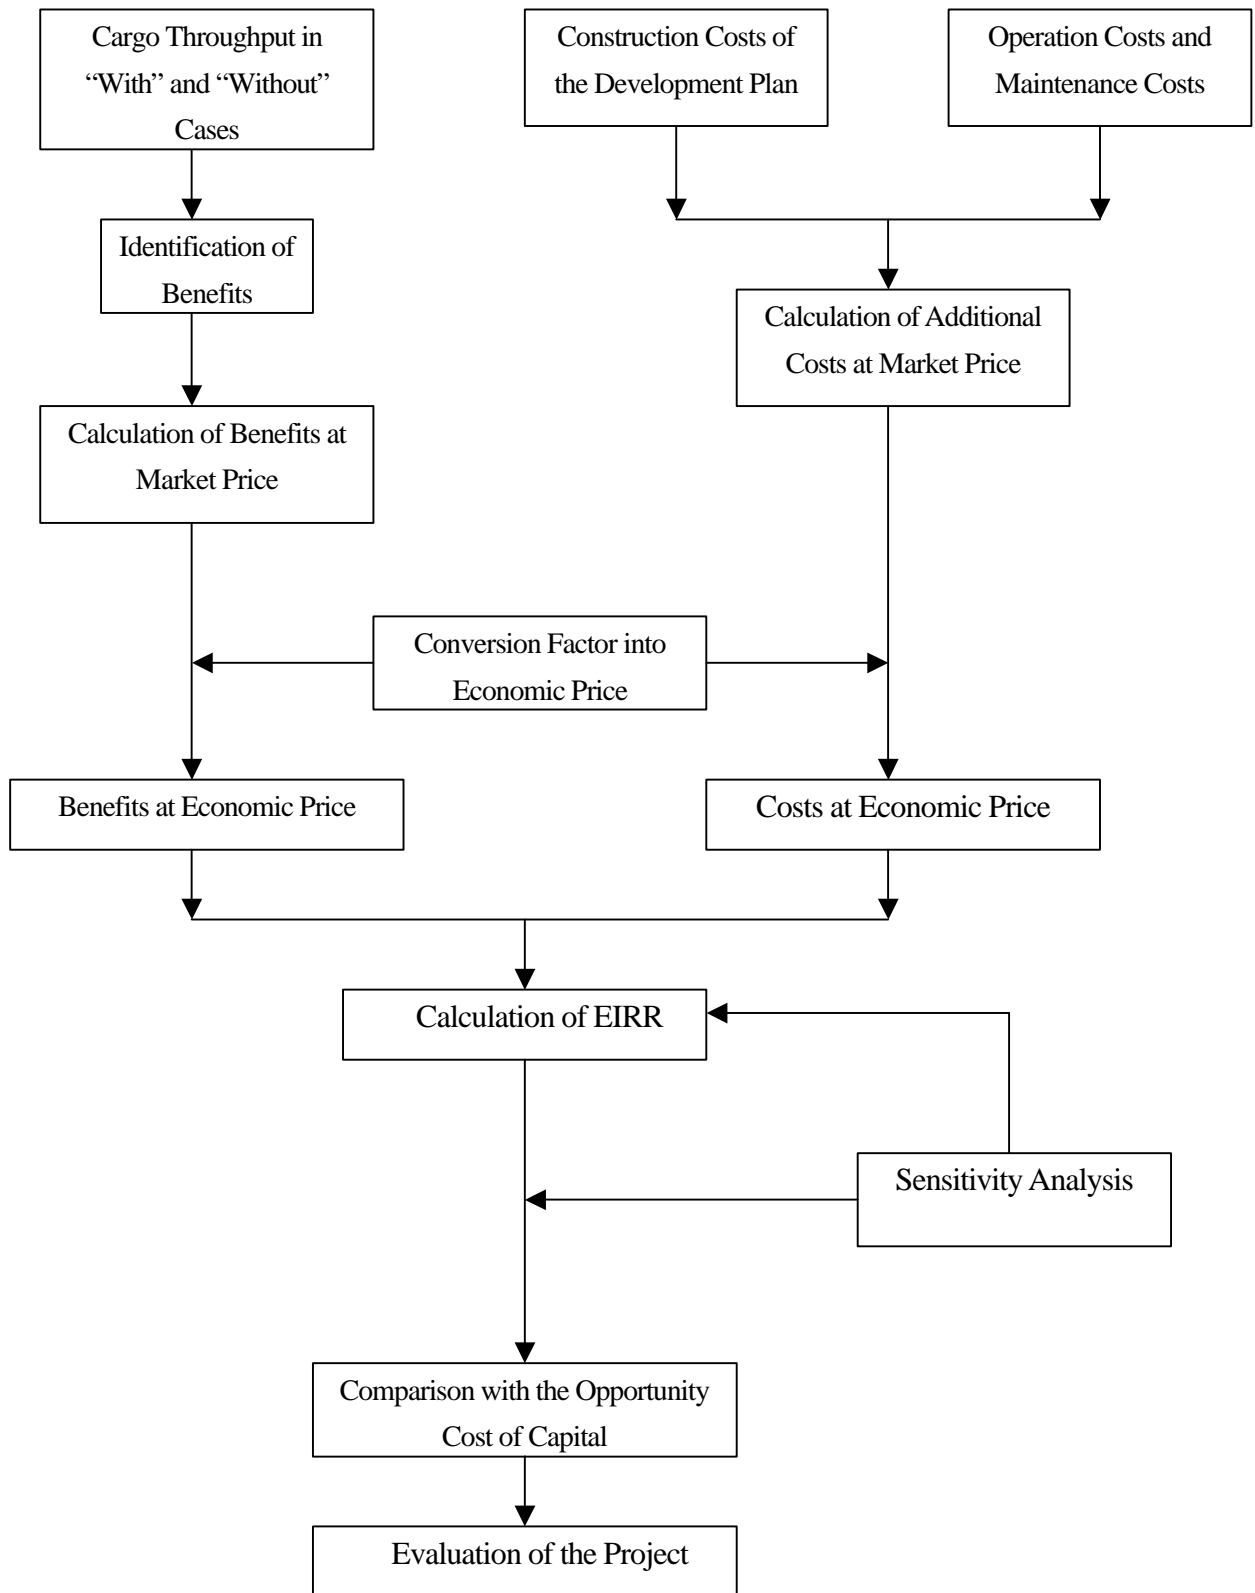 Cargo Throughput in
“With” and “Without”
Cases
Construction Costs of
the Development Plan
Operation Costs and
Maintenance Costs
Identification of
Benefits
Calculation of Additional
Costs at Market Price
Calculation of Benefits at
Market Price
Conversion Factor into
Economic Price
Benefits at Economic Price
Costs at Economic Price
Calculation of EIRR
Sensitivity Analysis
Comparison with the Opportunity
Cost of Capital
Evaluation of the Project